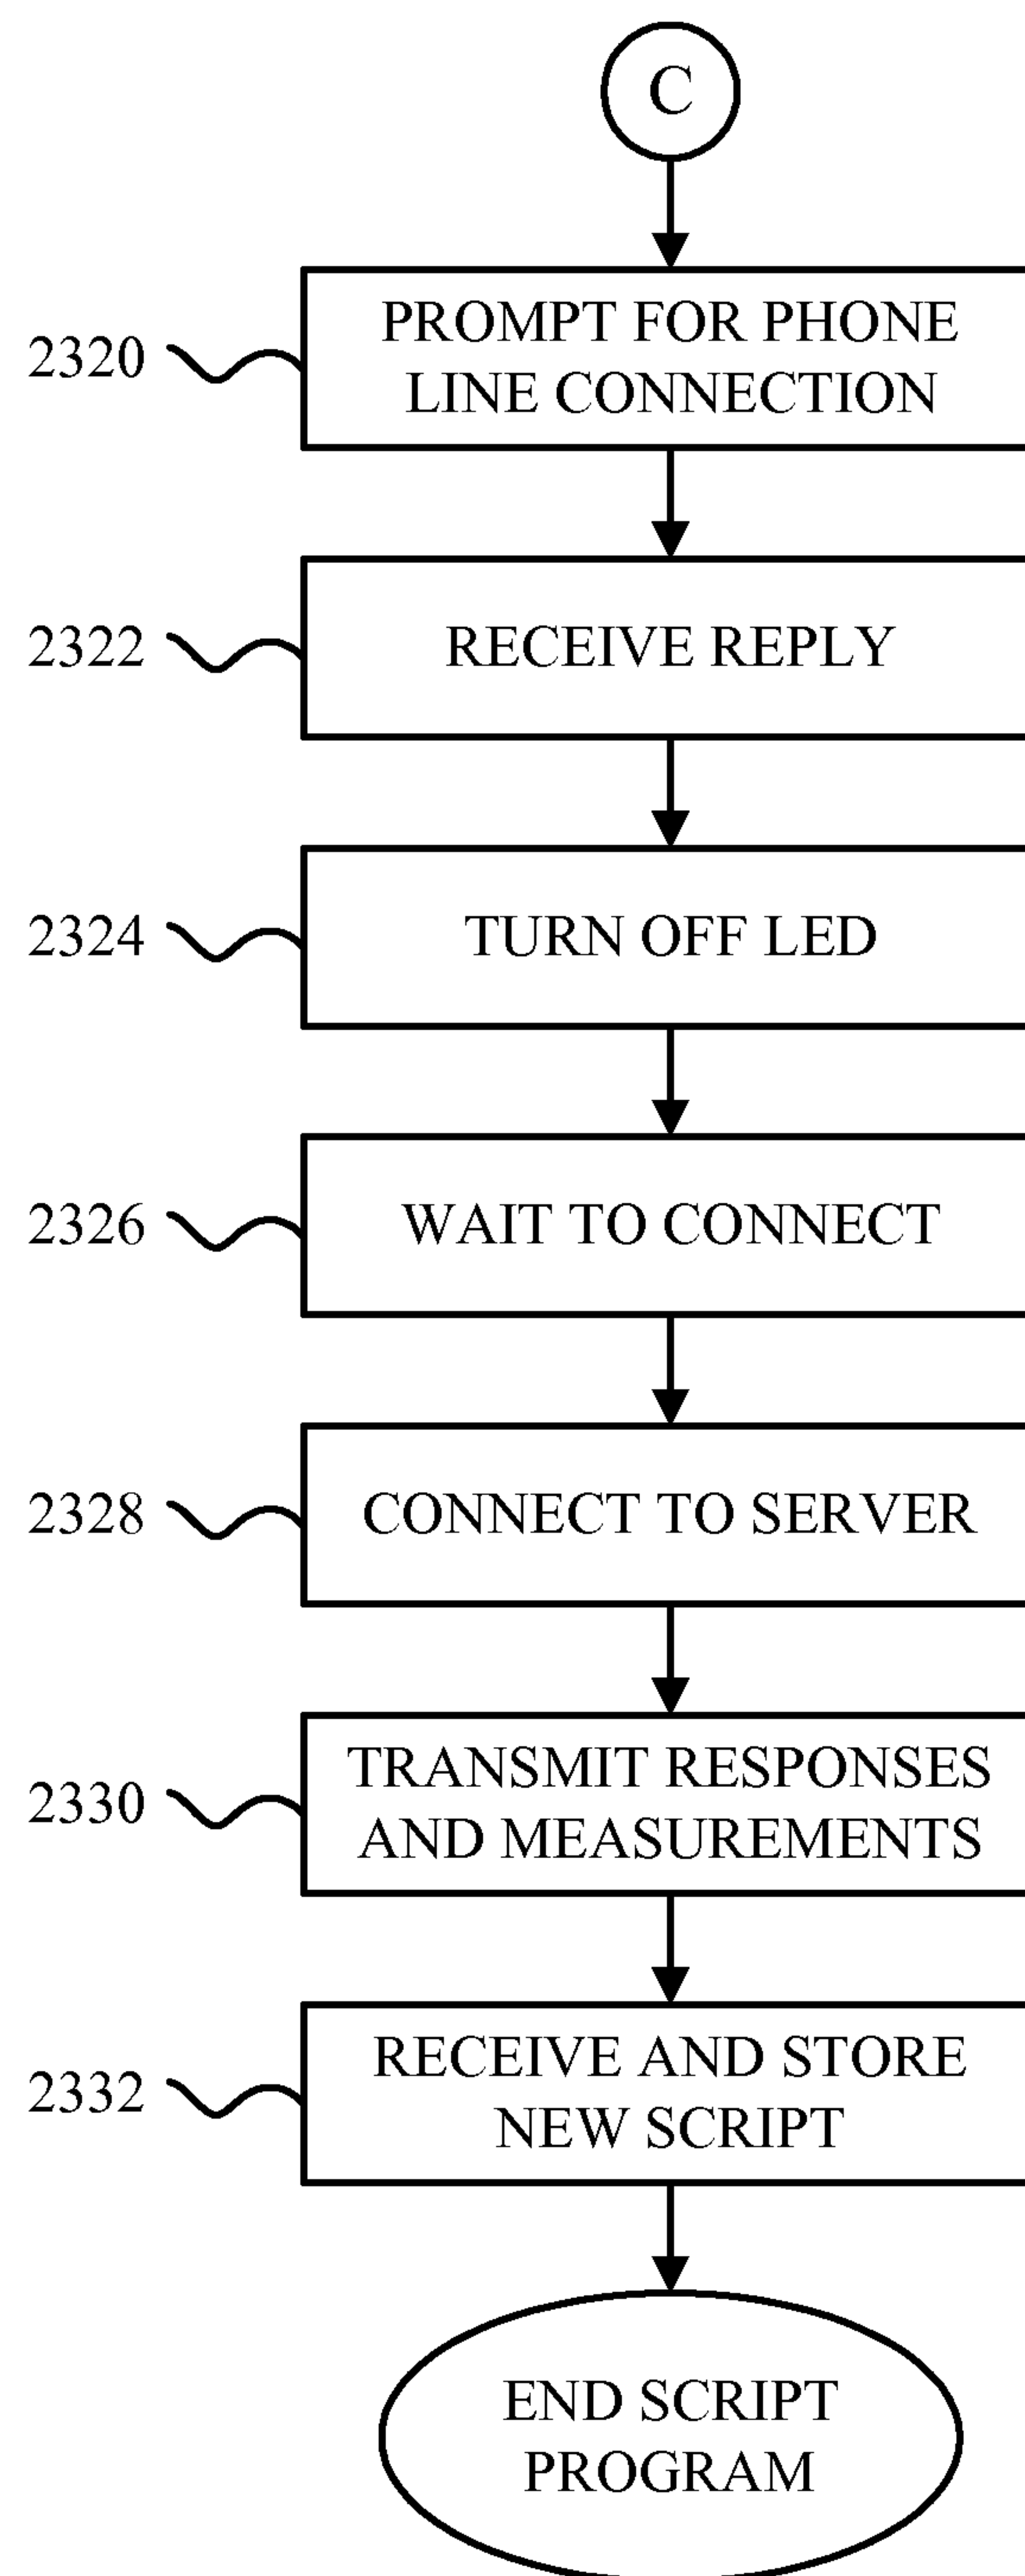 C
2320
PROMPT FOR PHONE
LINE CONNECTION
2322
RECEIVE REPLY
2324
TURN OFF LED
2326
WAIT TO CONNECT
2328
CONNECT TO SERVER
2330
TRANSMIT RESPONSES
AND MEASUREMENTS
2332
RECEIVE AND STORE
NEW SCRIPT
END SCRIPT
PROGRAM